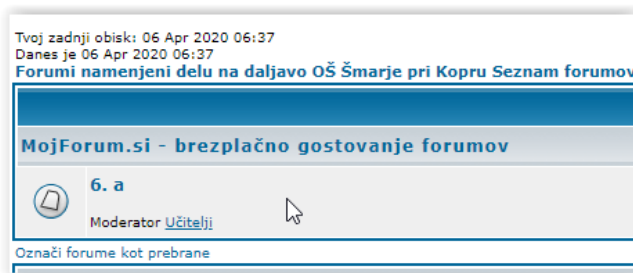 Tvoj zadnji obisk: 06 Apr 2020 06:37
Danes je 06 Apr 2020 06:37
Forumi namenjeni delu na daljavo OŠ Šmarje pri Kopru Seznam forumov
MojForum.si - brezplačno gostovanje forumov
6. a
Moderator Učitelji
Označi forume kot prebrane